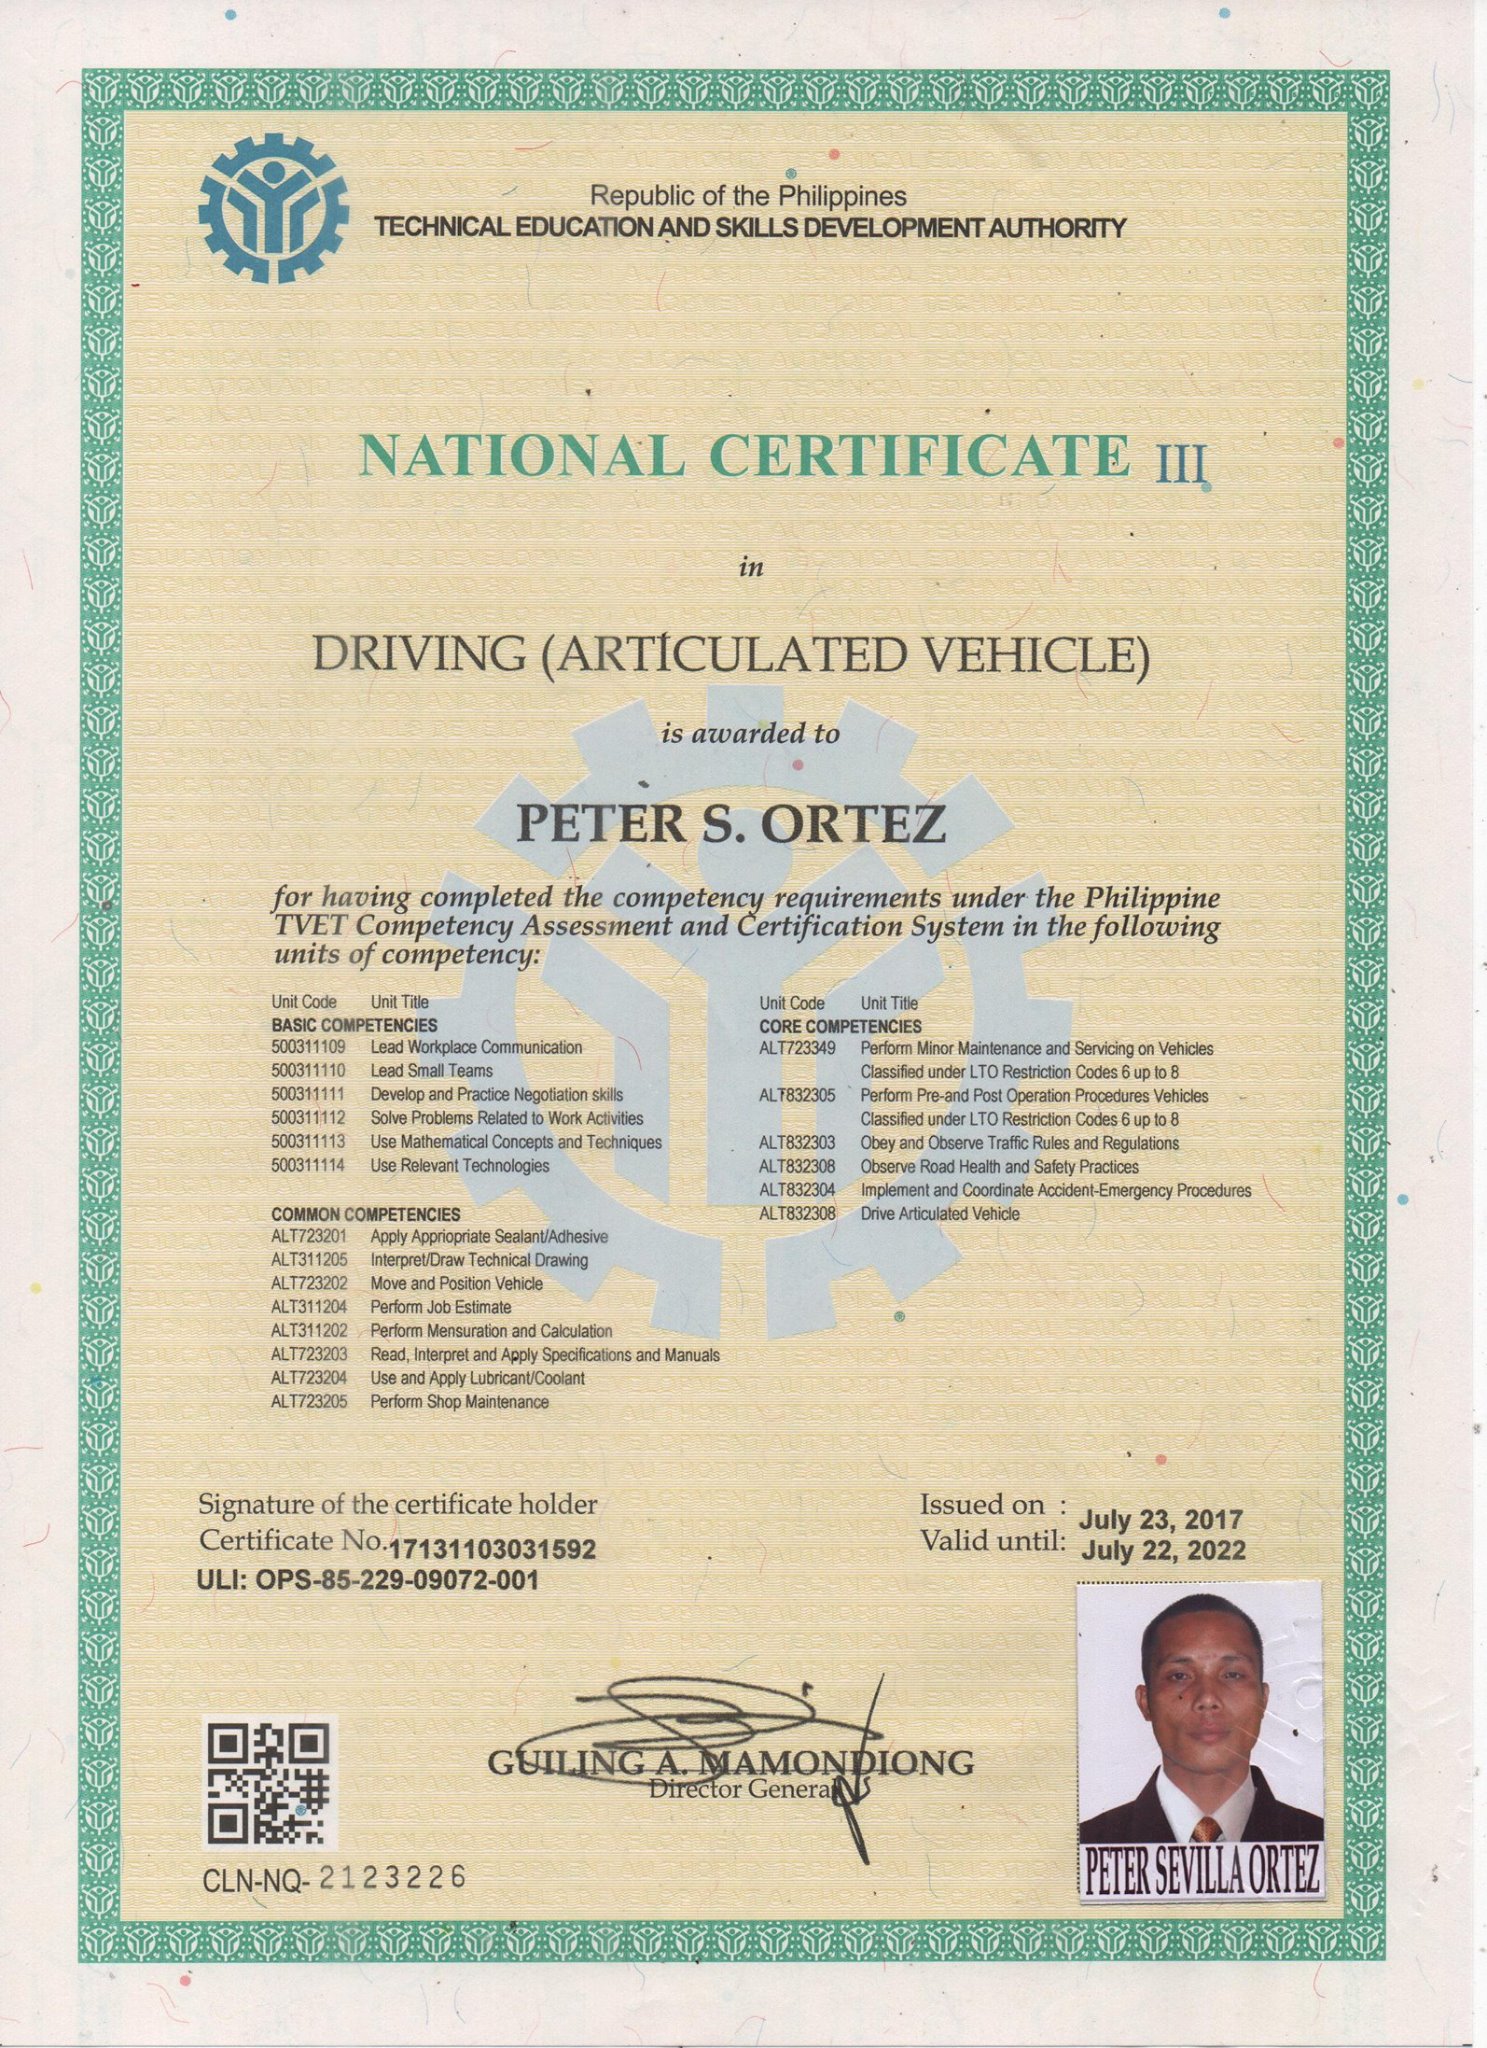 Republic of the Philippines
TECHNICAL EDUCATION AND SKILLS DEVELOPMENT AUTHORITY
NATIONAL CERTIFICATE III
in
DRIVING (ARTICULATED VEHICLE)
is awarded to
PETER S. ORTEZ
for having completed the competency requirements under the Philippine
TVET Competency Assessment and Certification System in the following
units of competency:
Unit Code Unit Title
BASIC COMPETENCIES
500311109 Lead Workplace Communication
500311110 Lead Small Teams
500311111 Develop and Practice Negotiation skills
500311112 Solve Problems Related to Work Activities
500311113 Use Mathematical Concepts and Techniques
500311114 Use Relevant Technologies
COMMON COMPETENCIES
ALT723201 Apply Appriopriate Sealant/Adhesive
ALT311205 Interpret/Draw Technical Drawing
ALT723202 Move and Position Vehicle
ALT311204 Perform Job Estimate
ALT311202 Perform Mensuration and Calculation
ALT723203 Read, Interpret and Apply Specifications and Manuals
ALT723204 Use and Apply Lubricant/Coolant
ALT723205 Perform Shop Maintenance
Unit Code Unit Title
CORE COMPETENCIES
ALT723349 Perform Minor Maintenance and Servicing on Vehicles
Classified under LTO Restriction Codes 6 up to 8
ALT832305 Perform Pre-and Post Operation Procedures Vehicles
Classified under LTO Restriction Codes 6 up to 8
ALT832303 Obey and Observe Traffic Rules and Regulations
ALT832308 Observe Road Health and Safety Practices
ALT832304 Implement and Coordinate Accident-Emergency Procedures
ALT832308 Drive Articulated Vehicle
Signature of the certificate holder
Certificate No.17131103031592
ULI: OPS-85-229-09072-001
Issued on : July 23, 2017
Valid until: July 22, 2022
GUILING A. MAMONDIONG
Director General
CLN-NQ- 2123226
PETER SEVILLA ORTEZ